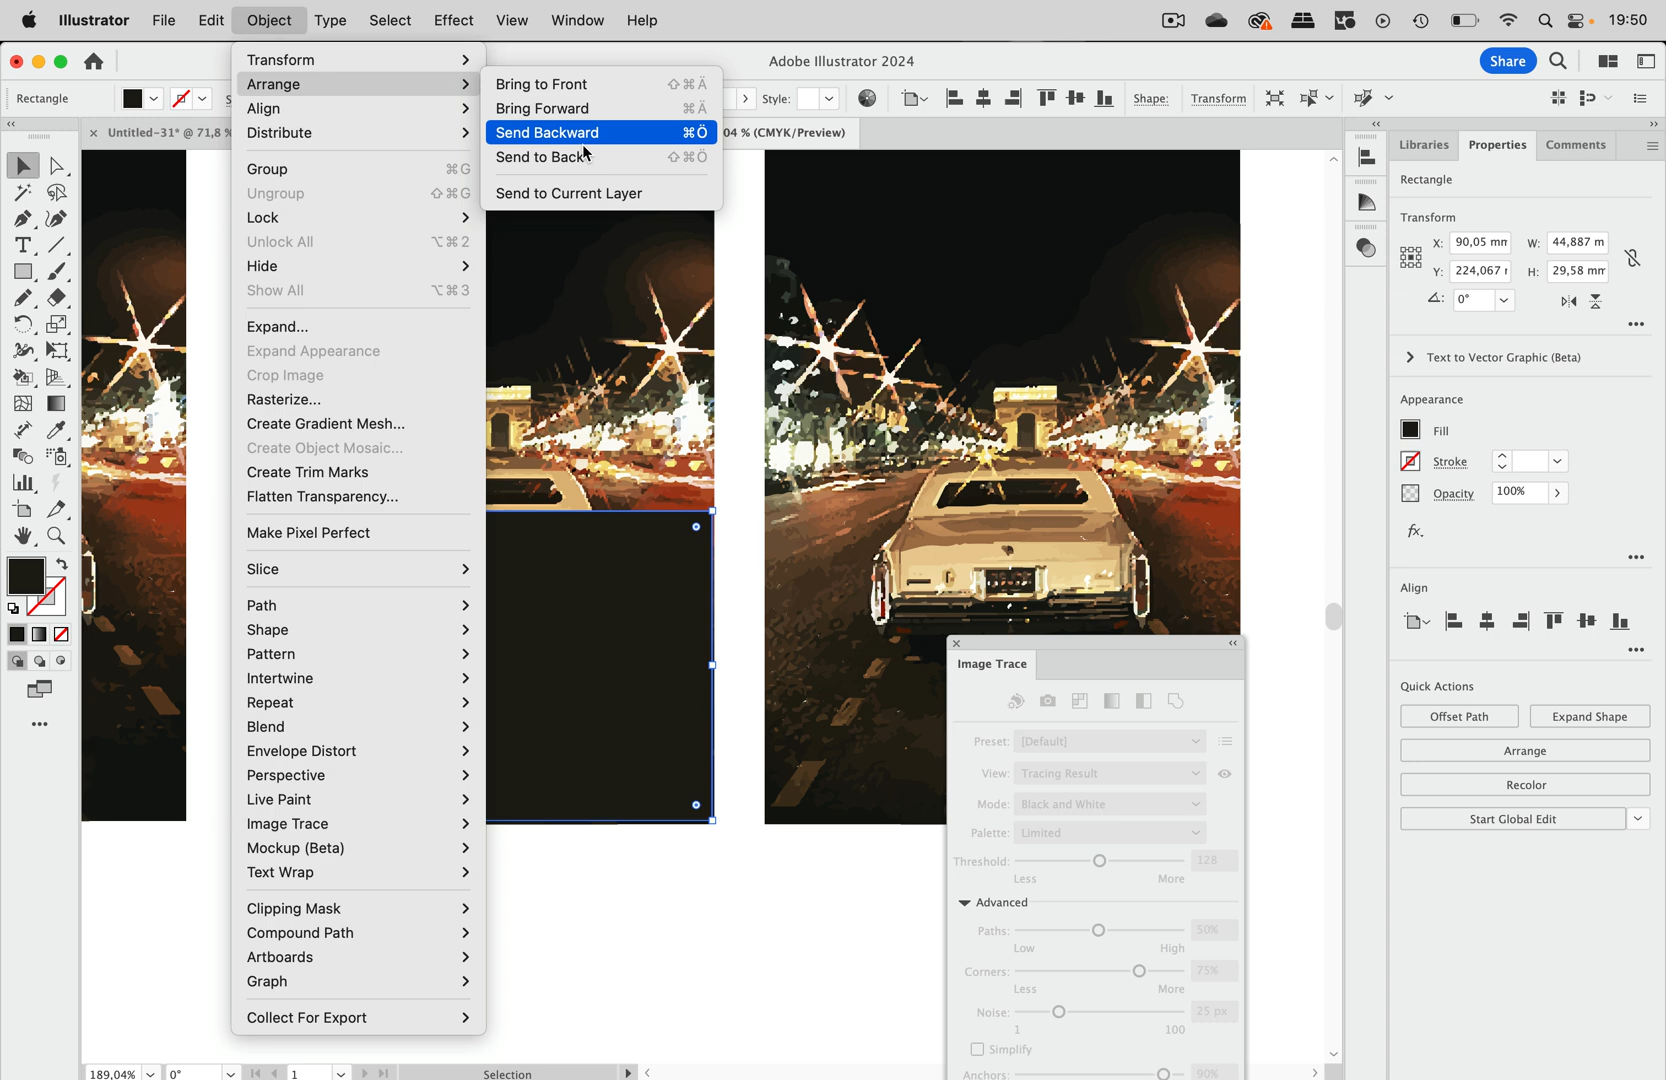 Illustrator File Edit Object Type Select Effect View Window Help 19:50
Adobe Illustrator 2024 Share
Rectangle Style: Shape: Transform
× Untitled-31* @ 71,8 % 04 % (CMYK/Preview)
Transform
Arrange
Align
Distribute
Group ⌘G
Ungroup ⇧⌘G
Lock
Unlock All ⌥⌘2
Hide
Show All ⌥⌘3
Expand...
Expand Appearance
Crop Image
Rasterize...
Create Gradient Mesh...
Create Object Mosaic...
Create Trim Marks
Flatten Transparency...
Make Pixel Perfect
Slice
Path
Shape
Pattern
Intertwine
Repeat
Blend
Envelope Distort
Perspective
Live Paint
Image Trace
Mockup (Beta)
Text Wrap
Clipping Mask
Compound Path
Artboards
Graph
Collect For Export
Bring to Front ⇧⌘Ä
Bring Forward ⌘Ä
Send Backward ⌘Ö
Send to Back ⇧⌘Ö
Send to Current Layer
Libraries Properties Comments
Rectangle
Transform
X: 90,05 mm W: 44,887 m
Y: 224,067 H: 29,58 mm
0°
Text to Vector Graphic (Beta)
Appearance
Fill
Stroke
Opacity 100%
fx.
Align
Quick Actions
Offset Path Expand Shape
Arrange
Recolor
Start Global Edit
Image Trace
Preset: [Default]
View: Tracing Result
Mode: Black and White
Palette: Limited
Threshold: 128
Less More
Advanced
Paths: 50%
Low High
Corners: 75%
Less More
Noise: 25 px
1 100
Simplify
Anchors: 90%
189,04% 0° 1 Selection